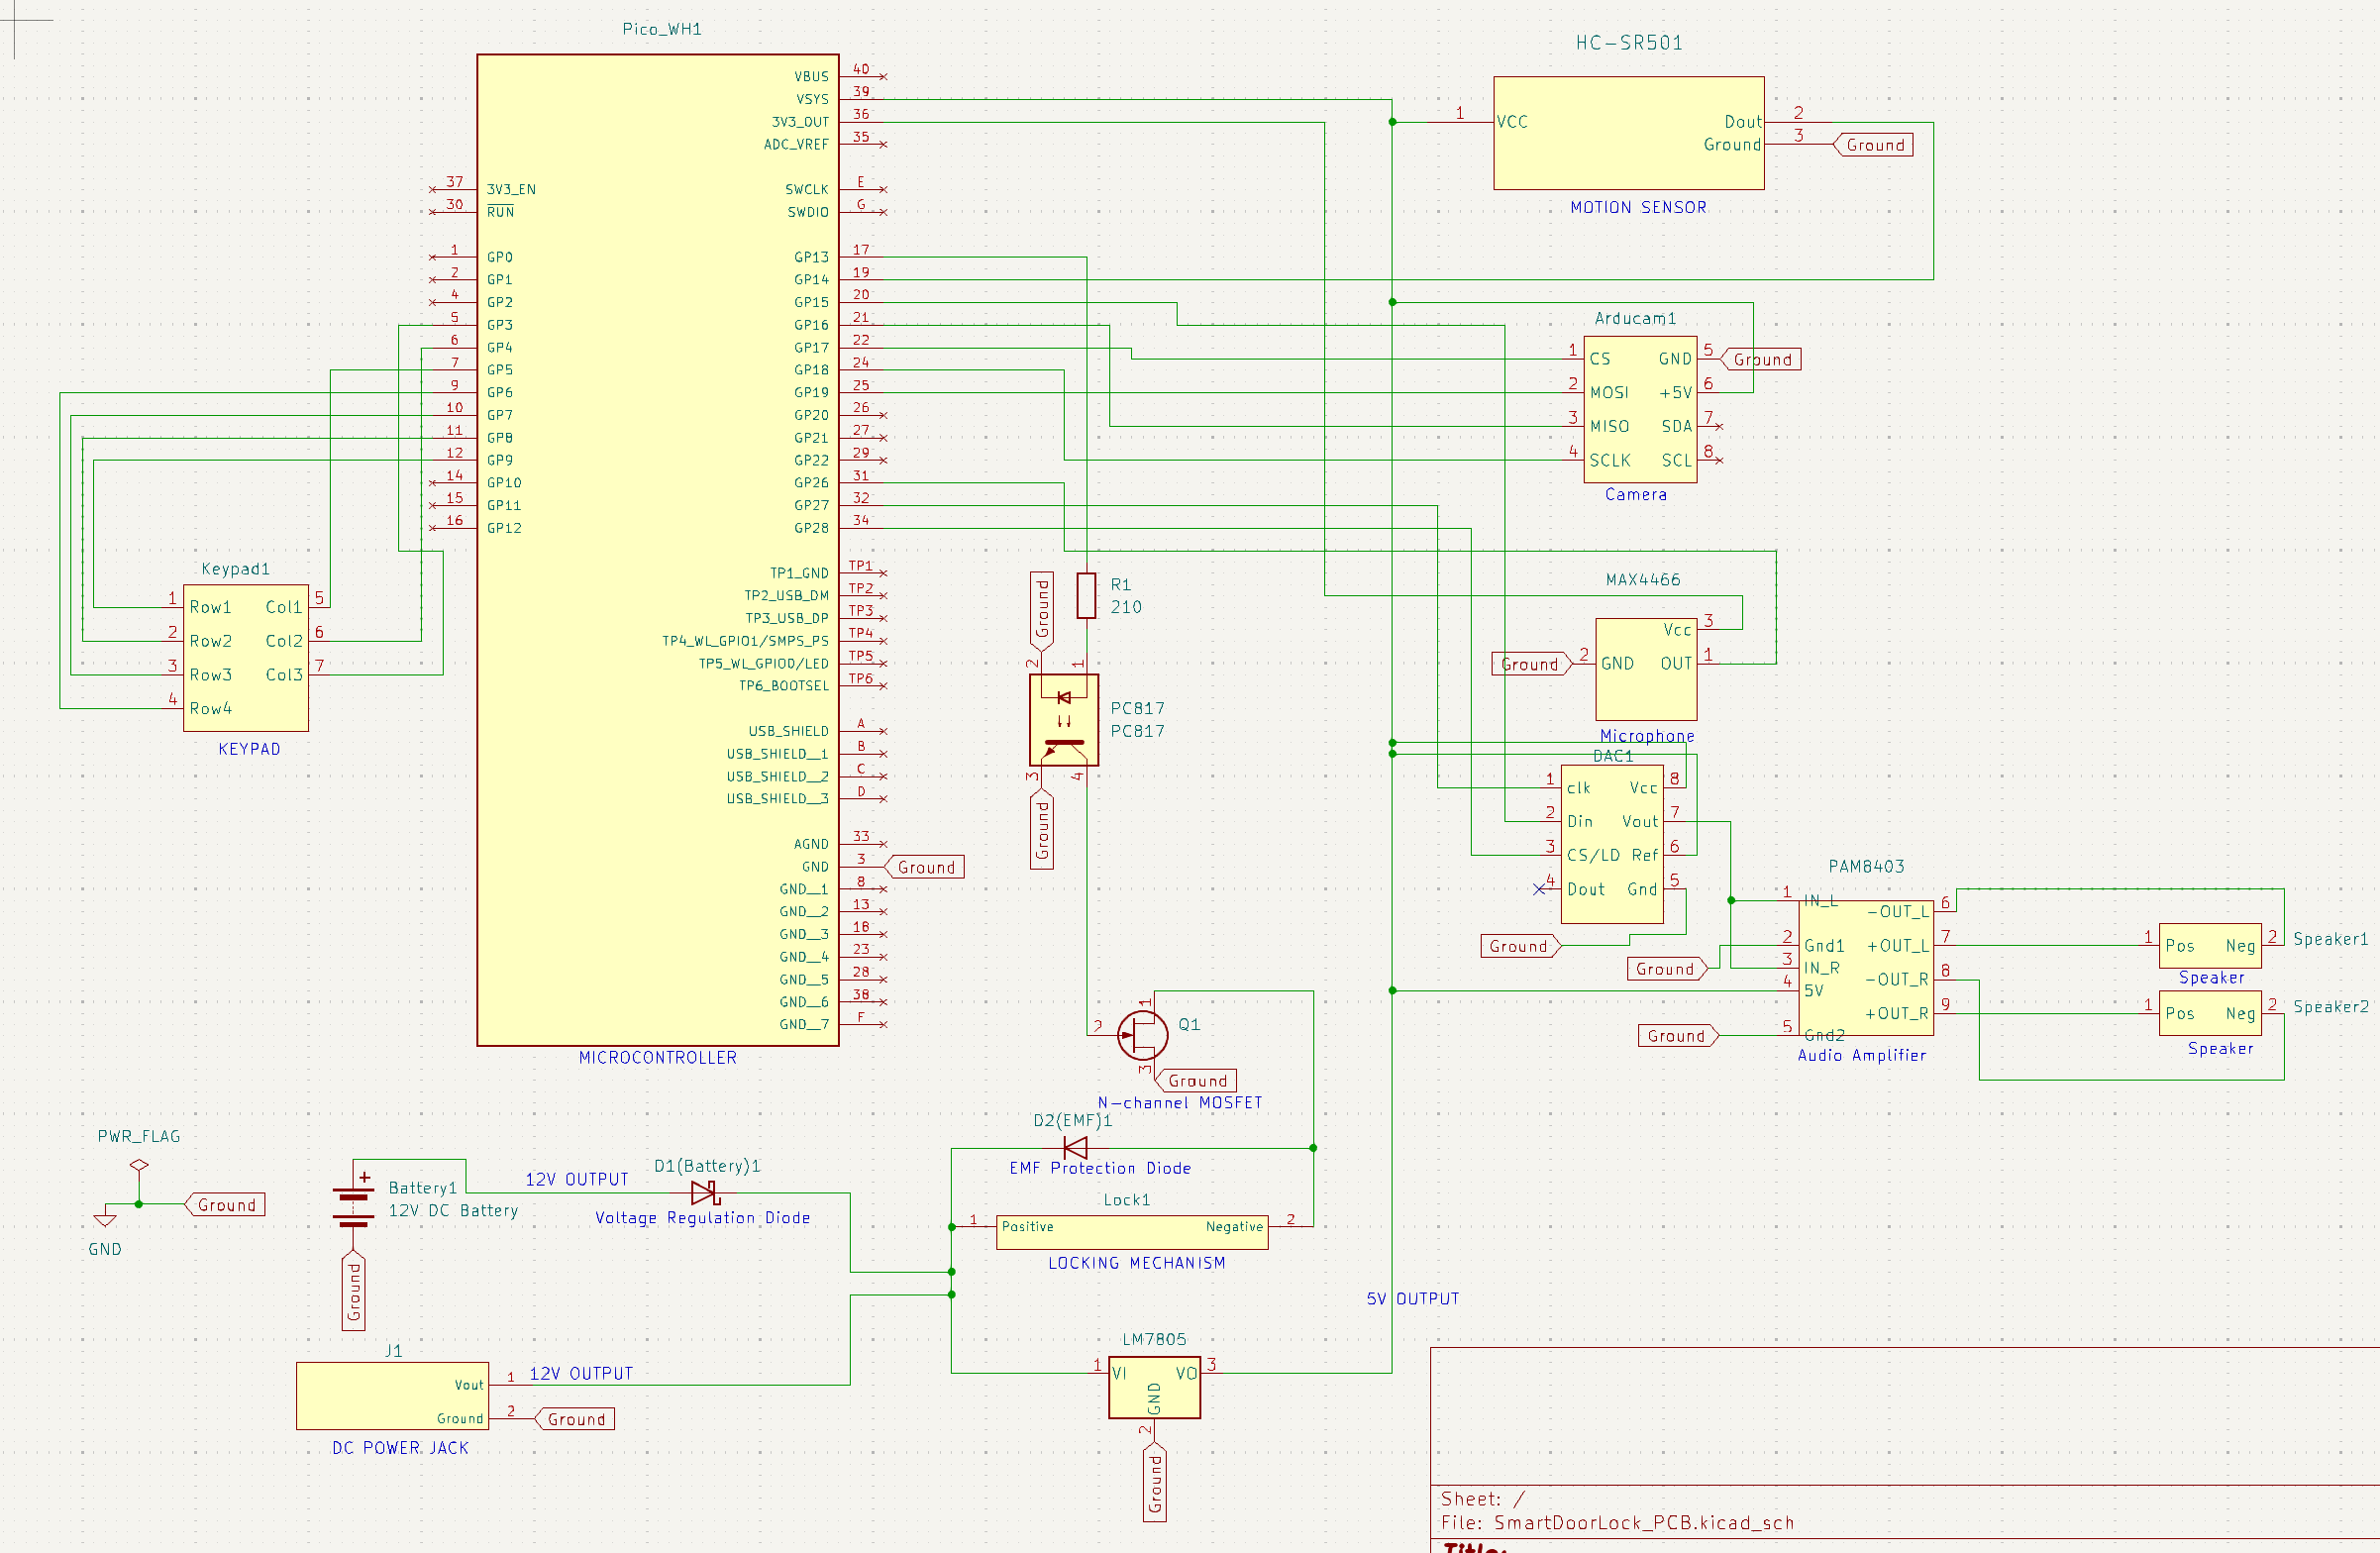 Pico_WH1
VBUS 40
VSYS 39
3V3_OUT 36
ADC_VREF 35
37 3V3_EN
30 RUN
SWCLK E
SWDIO G
1 GP0
2 GP1
4 GP2
5 GP3
6 GP4
7 GP5
9 GP6
10 GP7
11 GP8
12 GP9
14 GP10
15 GP11
16 GP12
GP13 17
GP14 19
GP15 20
GP16 21
GP17 22
GP18 24
GP19 25
GP20 26
GP21 27
GP22 29
GP26 31
GP27 32
GP28 34
TP1_GND TP1
TP2_USB_DM TP2
TP3_USB_DP TP3
TP4_WL_GPIO1/SMPS_PS TP4
TP5_WL_GPIO0/LED TP5
TP6_BOOTSEL TP6
USB_SHIELD A
USB_SHIELD__1 B
USB_SHIELD__2 C
USB_SHIELD__3 D
AGND 33
GND 3 Ground
GND__1 8
GND__2 13
GND__3 18
GND__4 23
GND__5 28
GND__6 38
GND__7 F
MICROCONTROLLER
HC-SR501
1 VCC Dout 2
Ground 3 Ground
MOTION SENSOR
Arducam1
1 CS GND 5 Ground
2 MOSI +5V 6
3 MISO SDA 7
4 SCLK SCL 8
Camera
Keypad1
1 Row1 Col1 5
2 Row2 Col2 6
3 Row3 Col3 7
4 Row4
KEYPAD
Ground
R1
210
2 1
PC817
PC817
3 4
Ground
MAX4466
Vcc 3
Ground 2 GND OUT 1
Microphone
DAC1
1 clk Vcc 8
2 Din Vout 7
3 CS/LD Ref 6
4 Dout Gnd 5
Ground
PAM8403
1 IN_L -OUT_L 6
2 Gnd1 +OUT_L 7
Ground
3 IN_R -OUT_R 8
4 5V
+OUT_R 9
Ground 5 Gnd2
Audio Amplifier
1 Pos Neg 2 Speaker1
Speaker
1 Pos Neg 2 Speaker2
Speaker
1
2 Q1
3 Ground
N-channel MOSFET
D2(EMF)1
EMF Protection Diode
Lock1
1 Positive Negative 2
LOCKING MECHANISM
PWR_FLAG
Ground
GND
+
Battery1
12V DC Battery
Ground
12V OUTPUT
D1(Battery)1
Voltage Regulation Diode
J1
Vout 1 12V OUTPUT
Ground 2 Ground
DC POWER JACK
5V OUTPUT
LM7805
1 VI VO 3
GND
2
Ground
Sheet: /
File: SmartDoorLock_PCB.kicad_sch
Title: